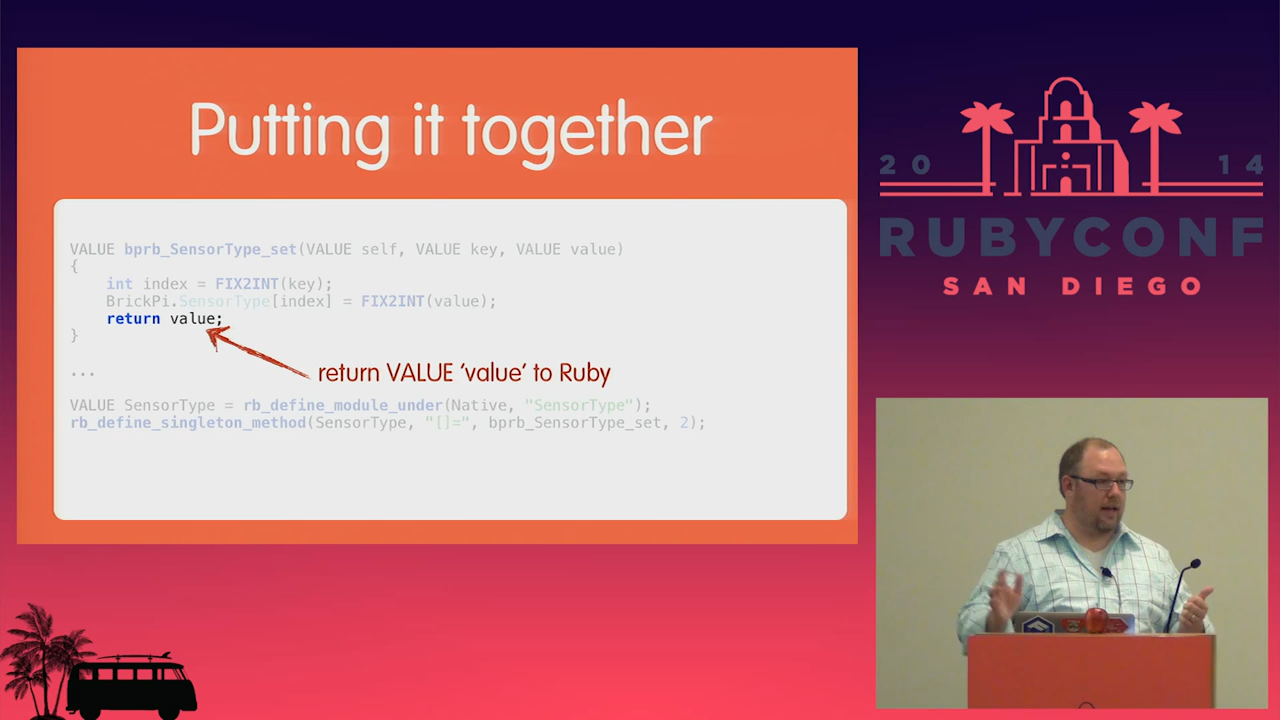 Putting it together
VALUE bprb_SensorType_set(VALUE self, VALUE key, VALUE value)
{
    int index = FIX2INT(key);
    BrickPi.SensorType[index] = FIX2INT(value);
    return value;
}
return VALUE 'value' to Ruby
...
VALUE SensorType = rb_define_module_under(Native, "SensorType");
rb_define_singleton_method(SensorType, "[]=", bprb_SensorType_set, 2);
20 14
RUBYCONF
SAN DIEGO